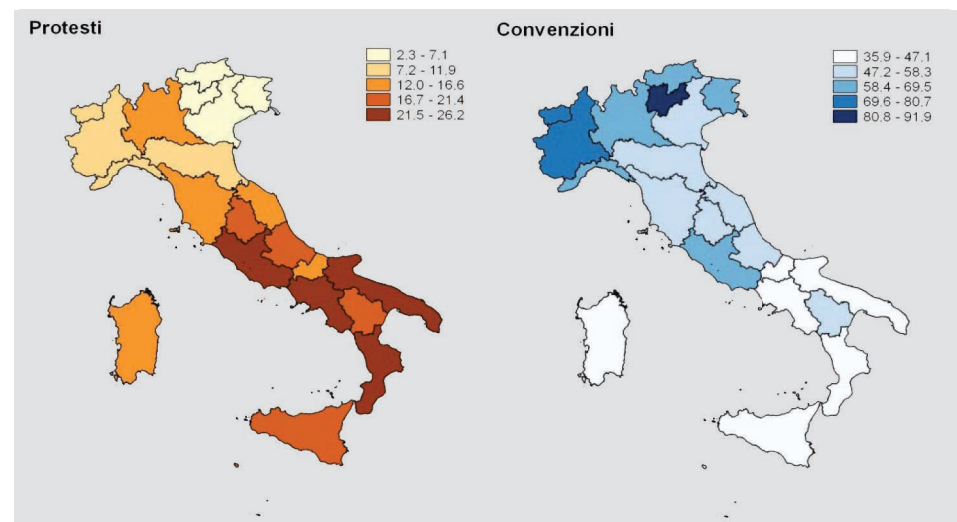 Protesti
2.3 - 7.1
7.2 - 11.9
12.0 - 16.6
16.7 - 21.4
21.5 - 26.2
Convenzioni
35.9 - 47.1
47.2 - 58.3
58.4 - 69.5
69.6 - 80.7
80.8 - 91.9